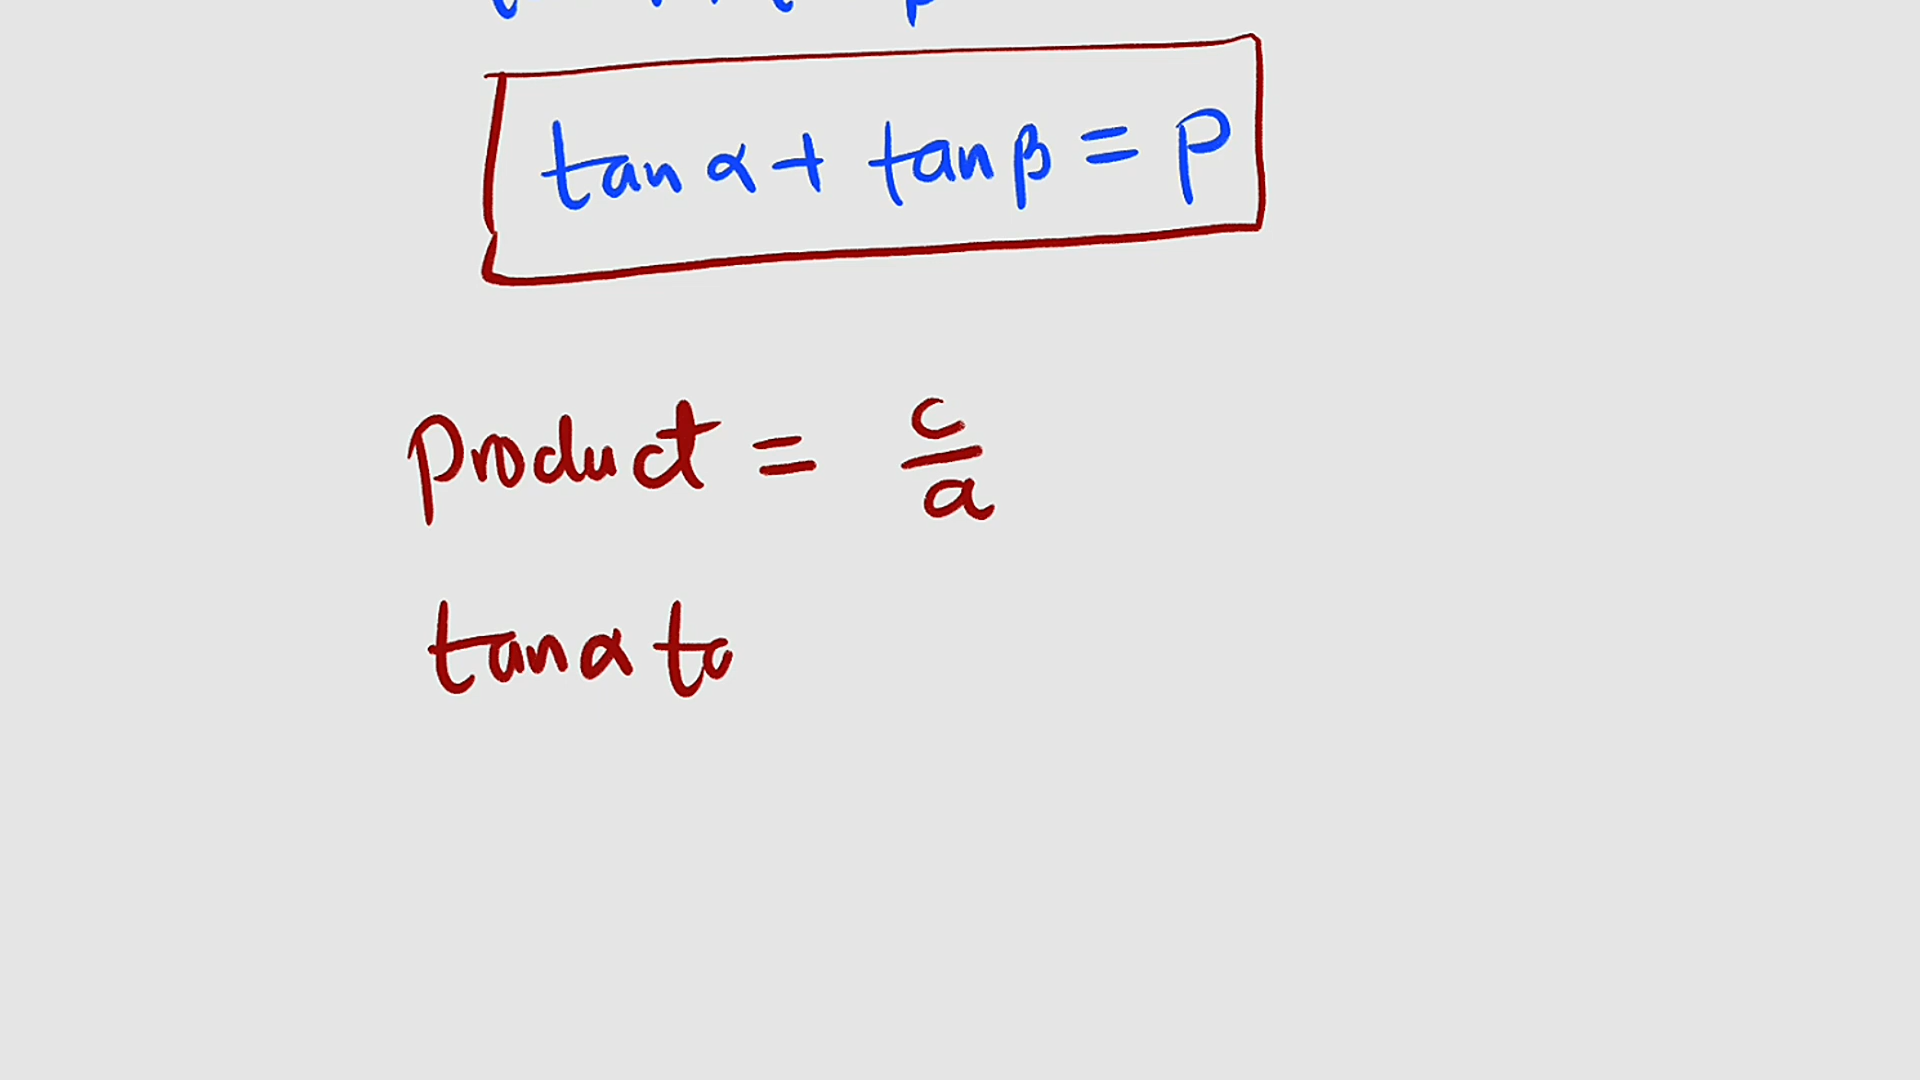 tan α + tan β = P
product = c/a
tan α ta